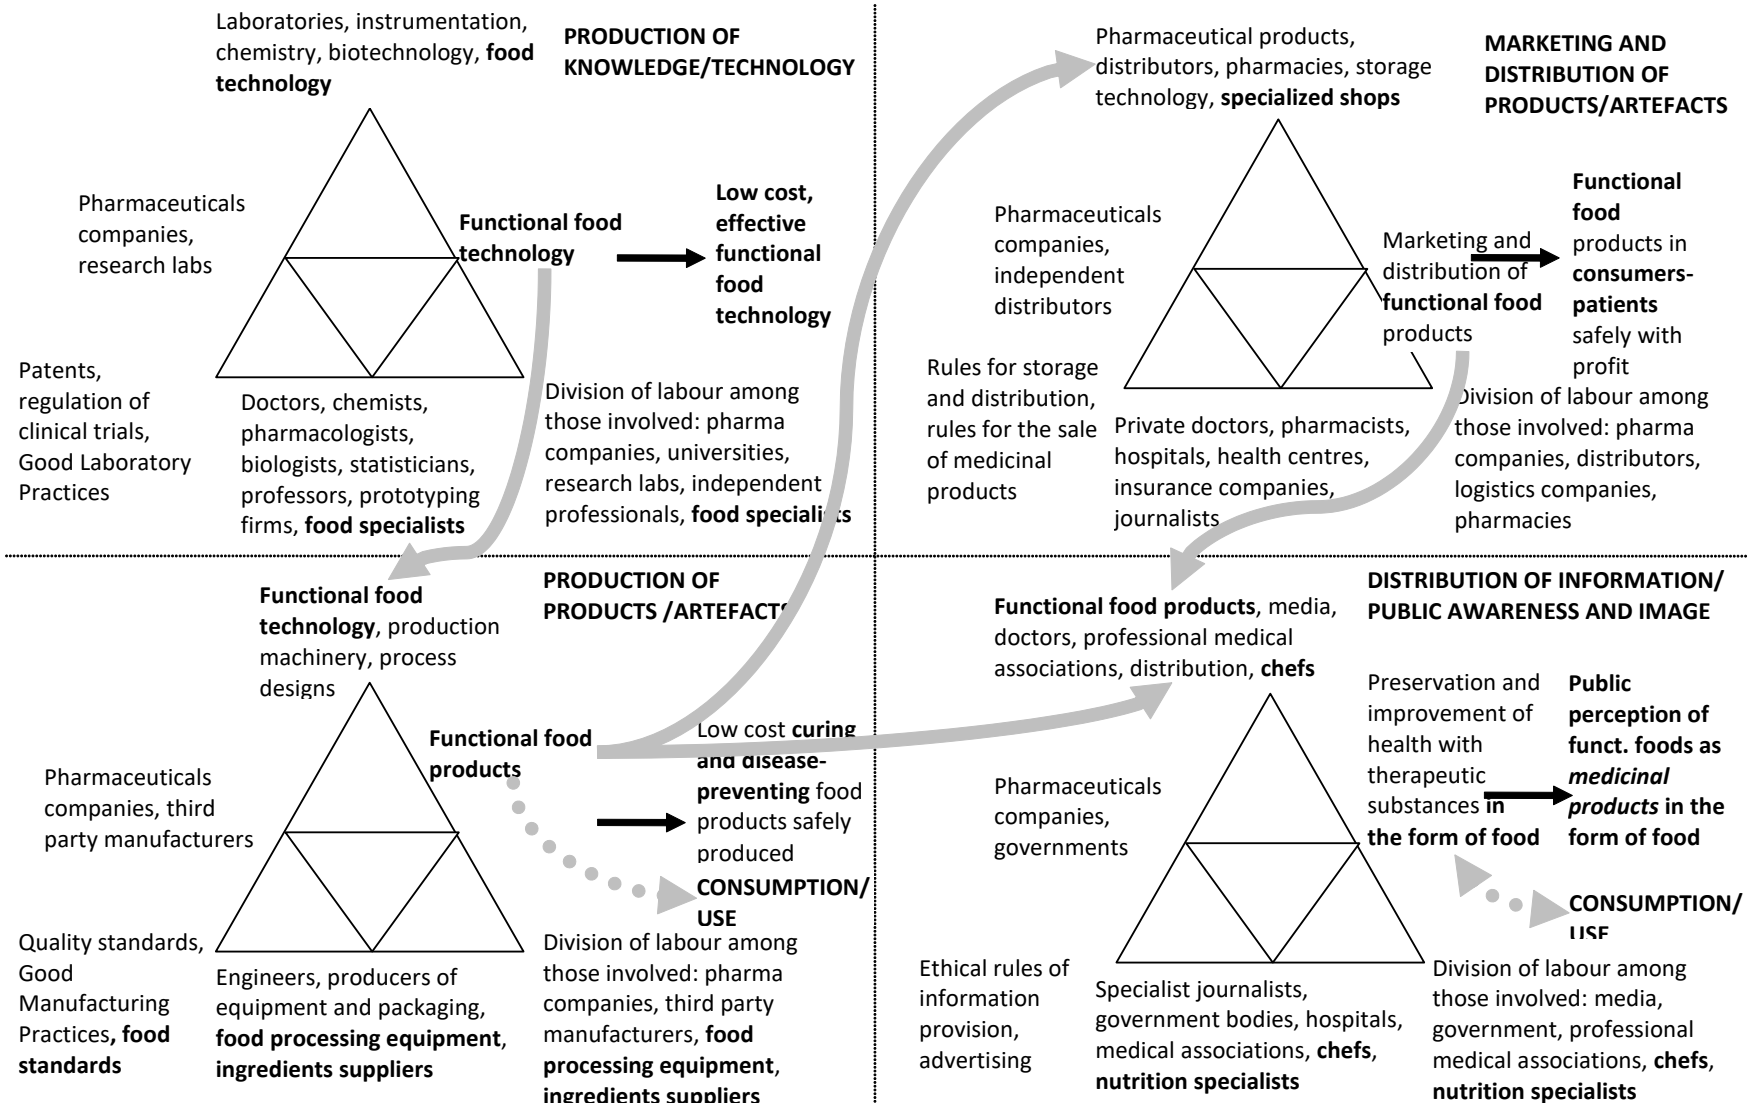 Laboratories, instrumentation,
chemistry, biotechnology, food
technology
PRODUCTION OF
KNOWLEDGE/TECHNOLOGY
Pharmaceuticals
companies,
research labs
Functional food
technology
Low cost,
effective
functional
food
technology
Patents,
regulation of
clinical trials,
Good Laboratory
Practices
Doctors, chemists,
pharmacologists,
biologists, statisticians,
professors, prototyping
firms, food specialists
Division of labour among
those involved: pharma
companies, universities,
research labs, independent
professionals, food specialists
Pharmaceutical products,
distributors, pharmacies, storage
technology, specialized shops
MARKETING AND
DISTRIBUTION OF
PRODUCTS/ARTEFACTS
Pharmaceuticals
companies,
independent
distributors
Marketing and
distribution of
functional food
products
Functional
food
products in
consumers-
patients
safely with
profit
Rules for storage
and distribution,
rules for the sale
of medicinal
products
Private doctors, pharmacists,
hospitals, health centres,
insurance companies,
journalists
Division of labour among
those involved: pharma
companies, distributors,
logistics companies,
pharmacies
Functional food
technology, production
machinery, process
designs
PRODUCTION OF
PRODUCTS /ARTEFACTS
Pharmaceuticals
companies, third
party manufacturers
Functional food
products
Low cost curing
and disease-
preventing food
products safely
produced
CONSUMPTION/
USE
Quality standards,
Good
Manufacturing
Practices, food
standards
Engineers, producers of
equipment and packaging,
food processing equipment,
ingredients suppliers
Division of labour among
those involved: pharma
companies, third party
manufacturers, food
processing equipment,
ingredients suppliers
Functional food products, media,
doctors, professional medical
associations, distribution, chefs
DISTRIBUTION OF INFORMATION/
PUBLIC AWARENESS AND IMAGE
Pharmaceuticals
companies,
governments
Preservation and
improvement of
health with
therapeutic
substances in
the form of food
Public
perception of
funct. foods as
medicinal
products in the
form of food
CONSUMPTION/
USE
Ethical rules of
information
provision,
advertising
Specialist journalists,
government bodies, hospitals,
medical associations, chefs,
nutrition specialists
Division of labour among
those involved: media,
government, professional
medical associations, chefs,
nutrition specialists